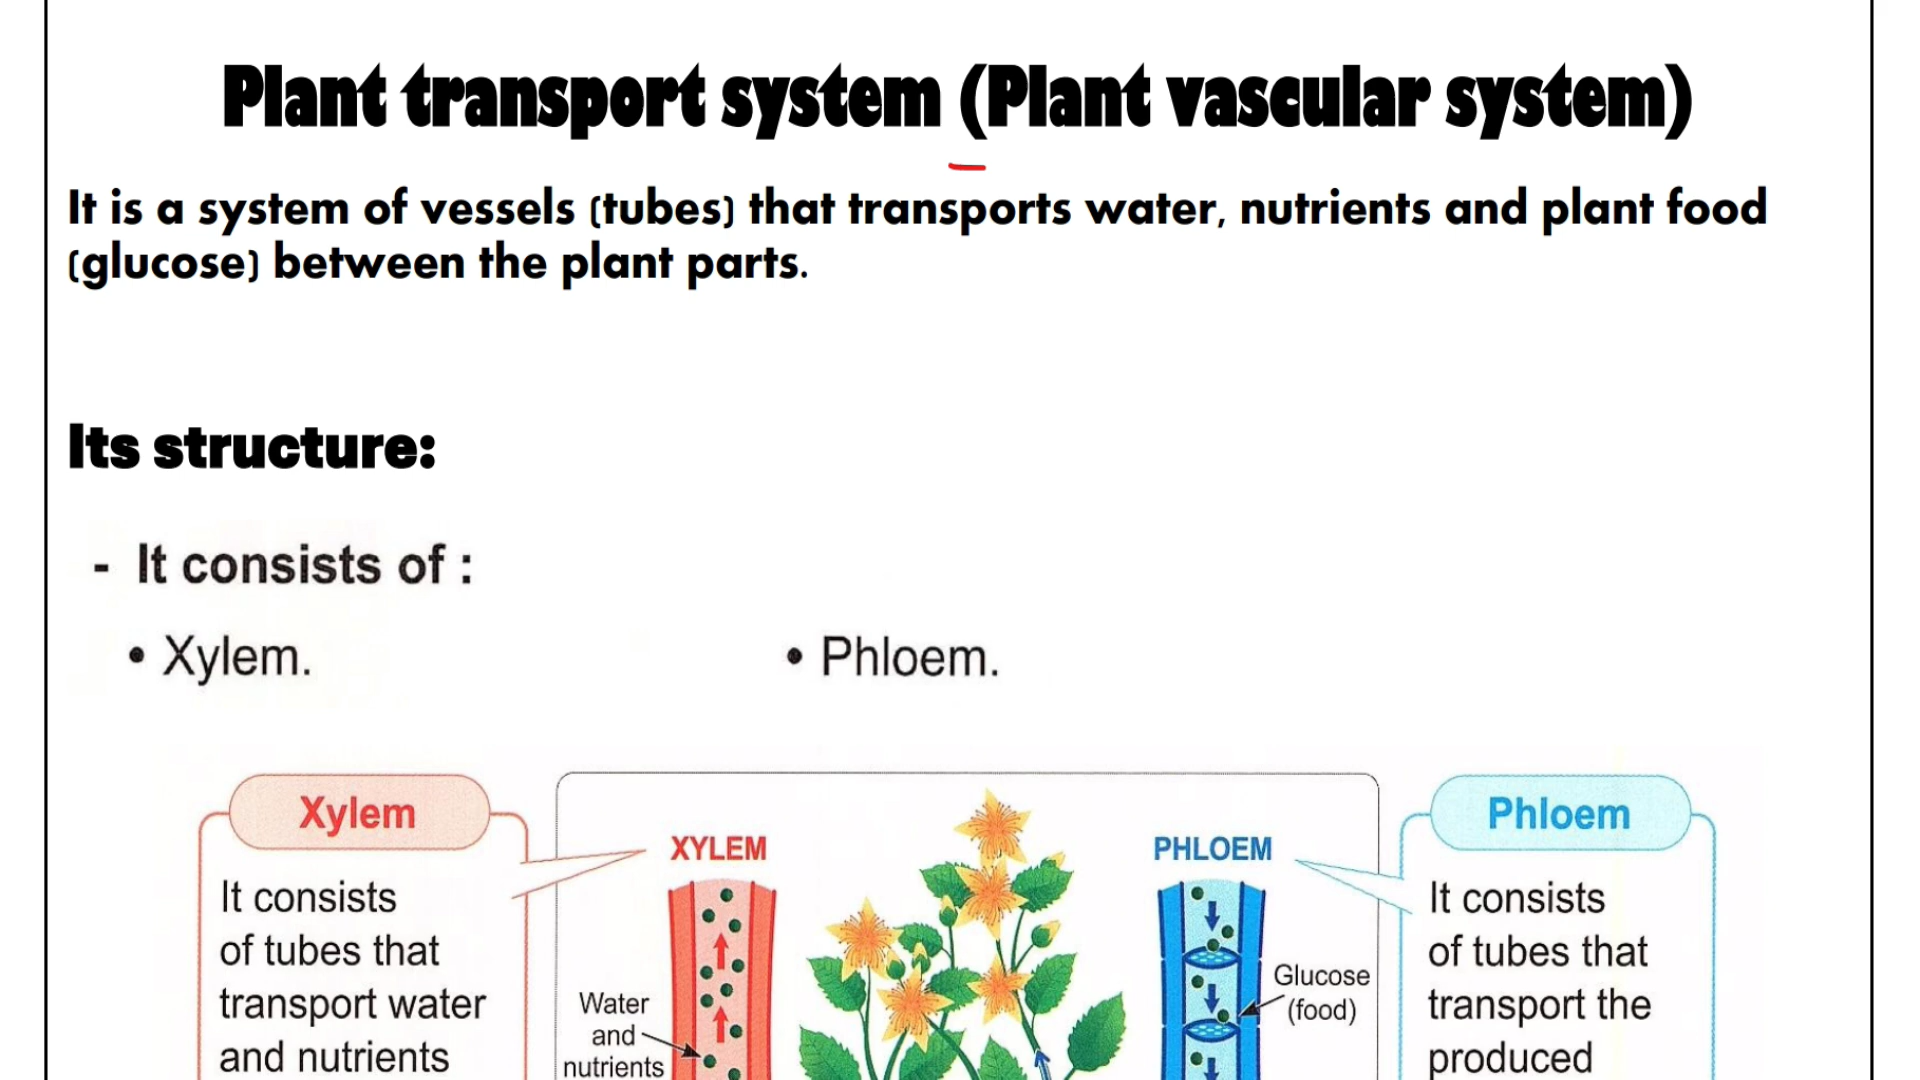 Plant transport system (Plant vascular system)
It is a system of vessels (tubes) that transports water, nutrients and plant food
(glucose) between the plant parts.
Its structure:
- It consists of :
• Xylem.
• Phloem.
Xylem
It consists
of tubes that
transport water
and nutrients
XYLEM
Water
and
nutrients
PHLOEM
Glucose
(food)
Phloem
It consists
of tubes that
transport the
produced